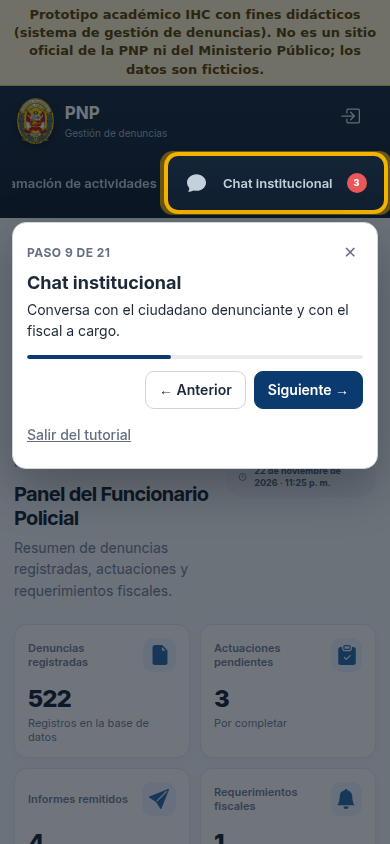 Prototipo académico IHC con fines didácticos
(sistema de gestión de denuncias). No es un sitio
oficial de la PNP ni del Ministerio Público; los
datos son ficticios.
PNP
Gestión de denuncias
amación de actividades
Chat institucional
3
PASO 9 DE 21
Chat institucional
Conversa con el ciudadano denunciante y con el
fiscal a cargo.
← Anterior
Siguiente →
Salir del tutorial
22 de noviembre de
2026 · 11:25 p. m.
Panel del Funcionario
Policial
Resumen de denuncias
registradas, actuaciones y
requerimientos fiscales.
Denuncias
registradas
522
Registros en la base de
datos
Actuaciones
pendientes
3
Por completar
Informes remitidos
4
Requerimientos
fiscales
1